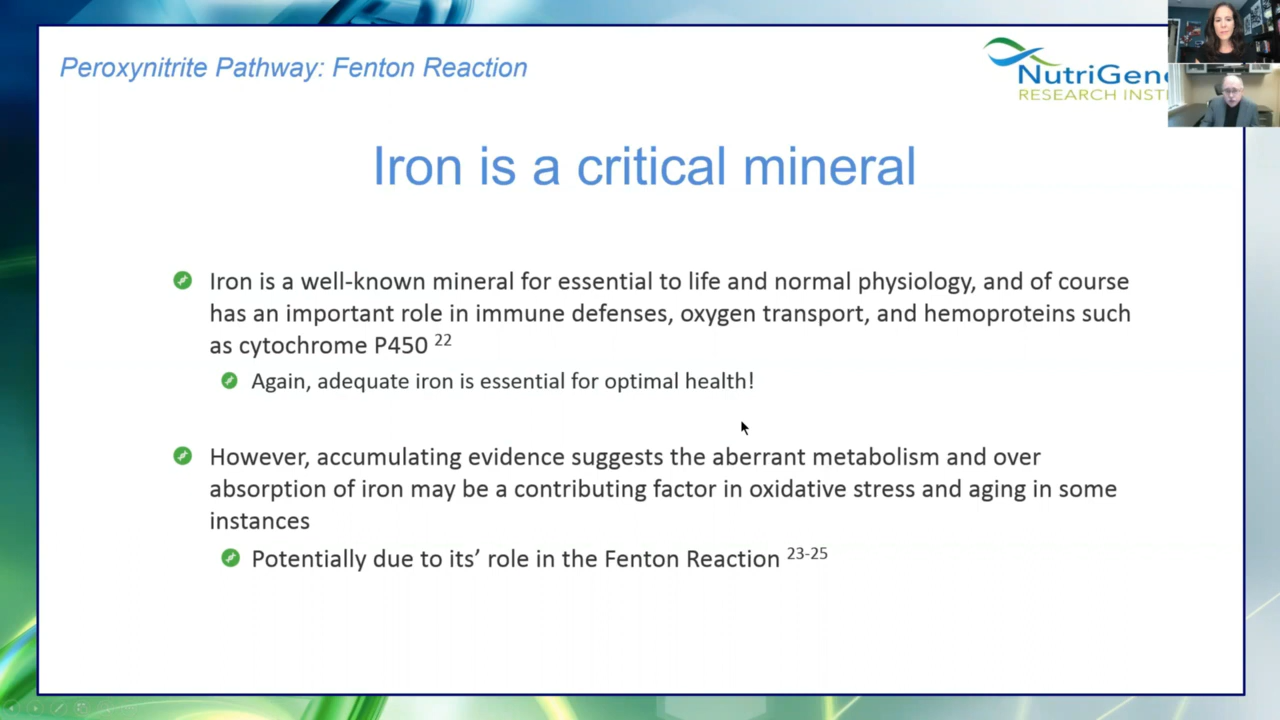 Peroxynitrite Pathway: Fenton Reaction
NutriGene
RESEARCH INSTI
Iron is a critical mineral
Iron is a well-known mineral for essential to life and normal physiology, and of course
has an important role in immune defenses, oxygen transport, and hemoproteins such
as cytochrome P450 22
Again, adequate iron is essential for optimal health!
However, accumulating evidence suggests the aberrant metabolism and over
absorption of iron may be a contributing factor in oxidative stress and aging in some
instances
Potentially due to its’ role in the Fenton Reaction 23-25